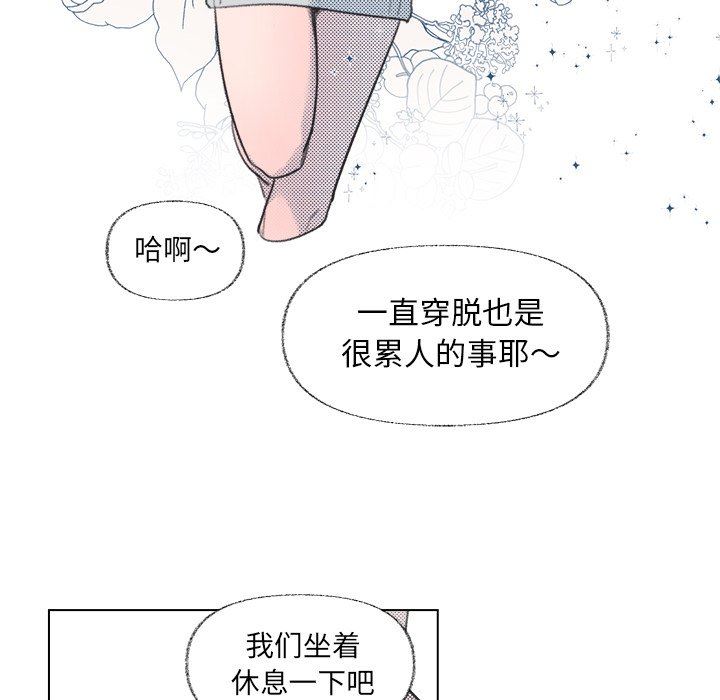 哈啊～
一直穿脱也是
很累人的事耶～
我们坐着
休息一下吧